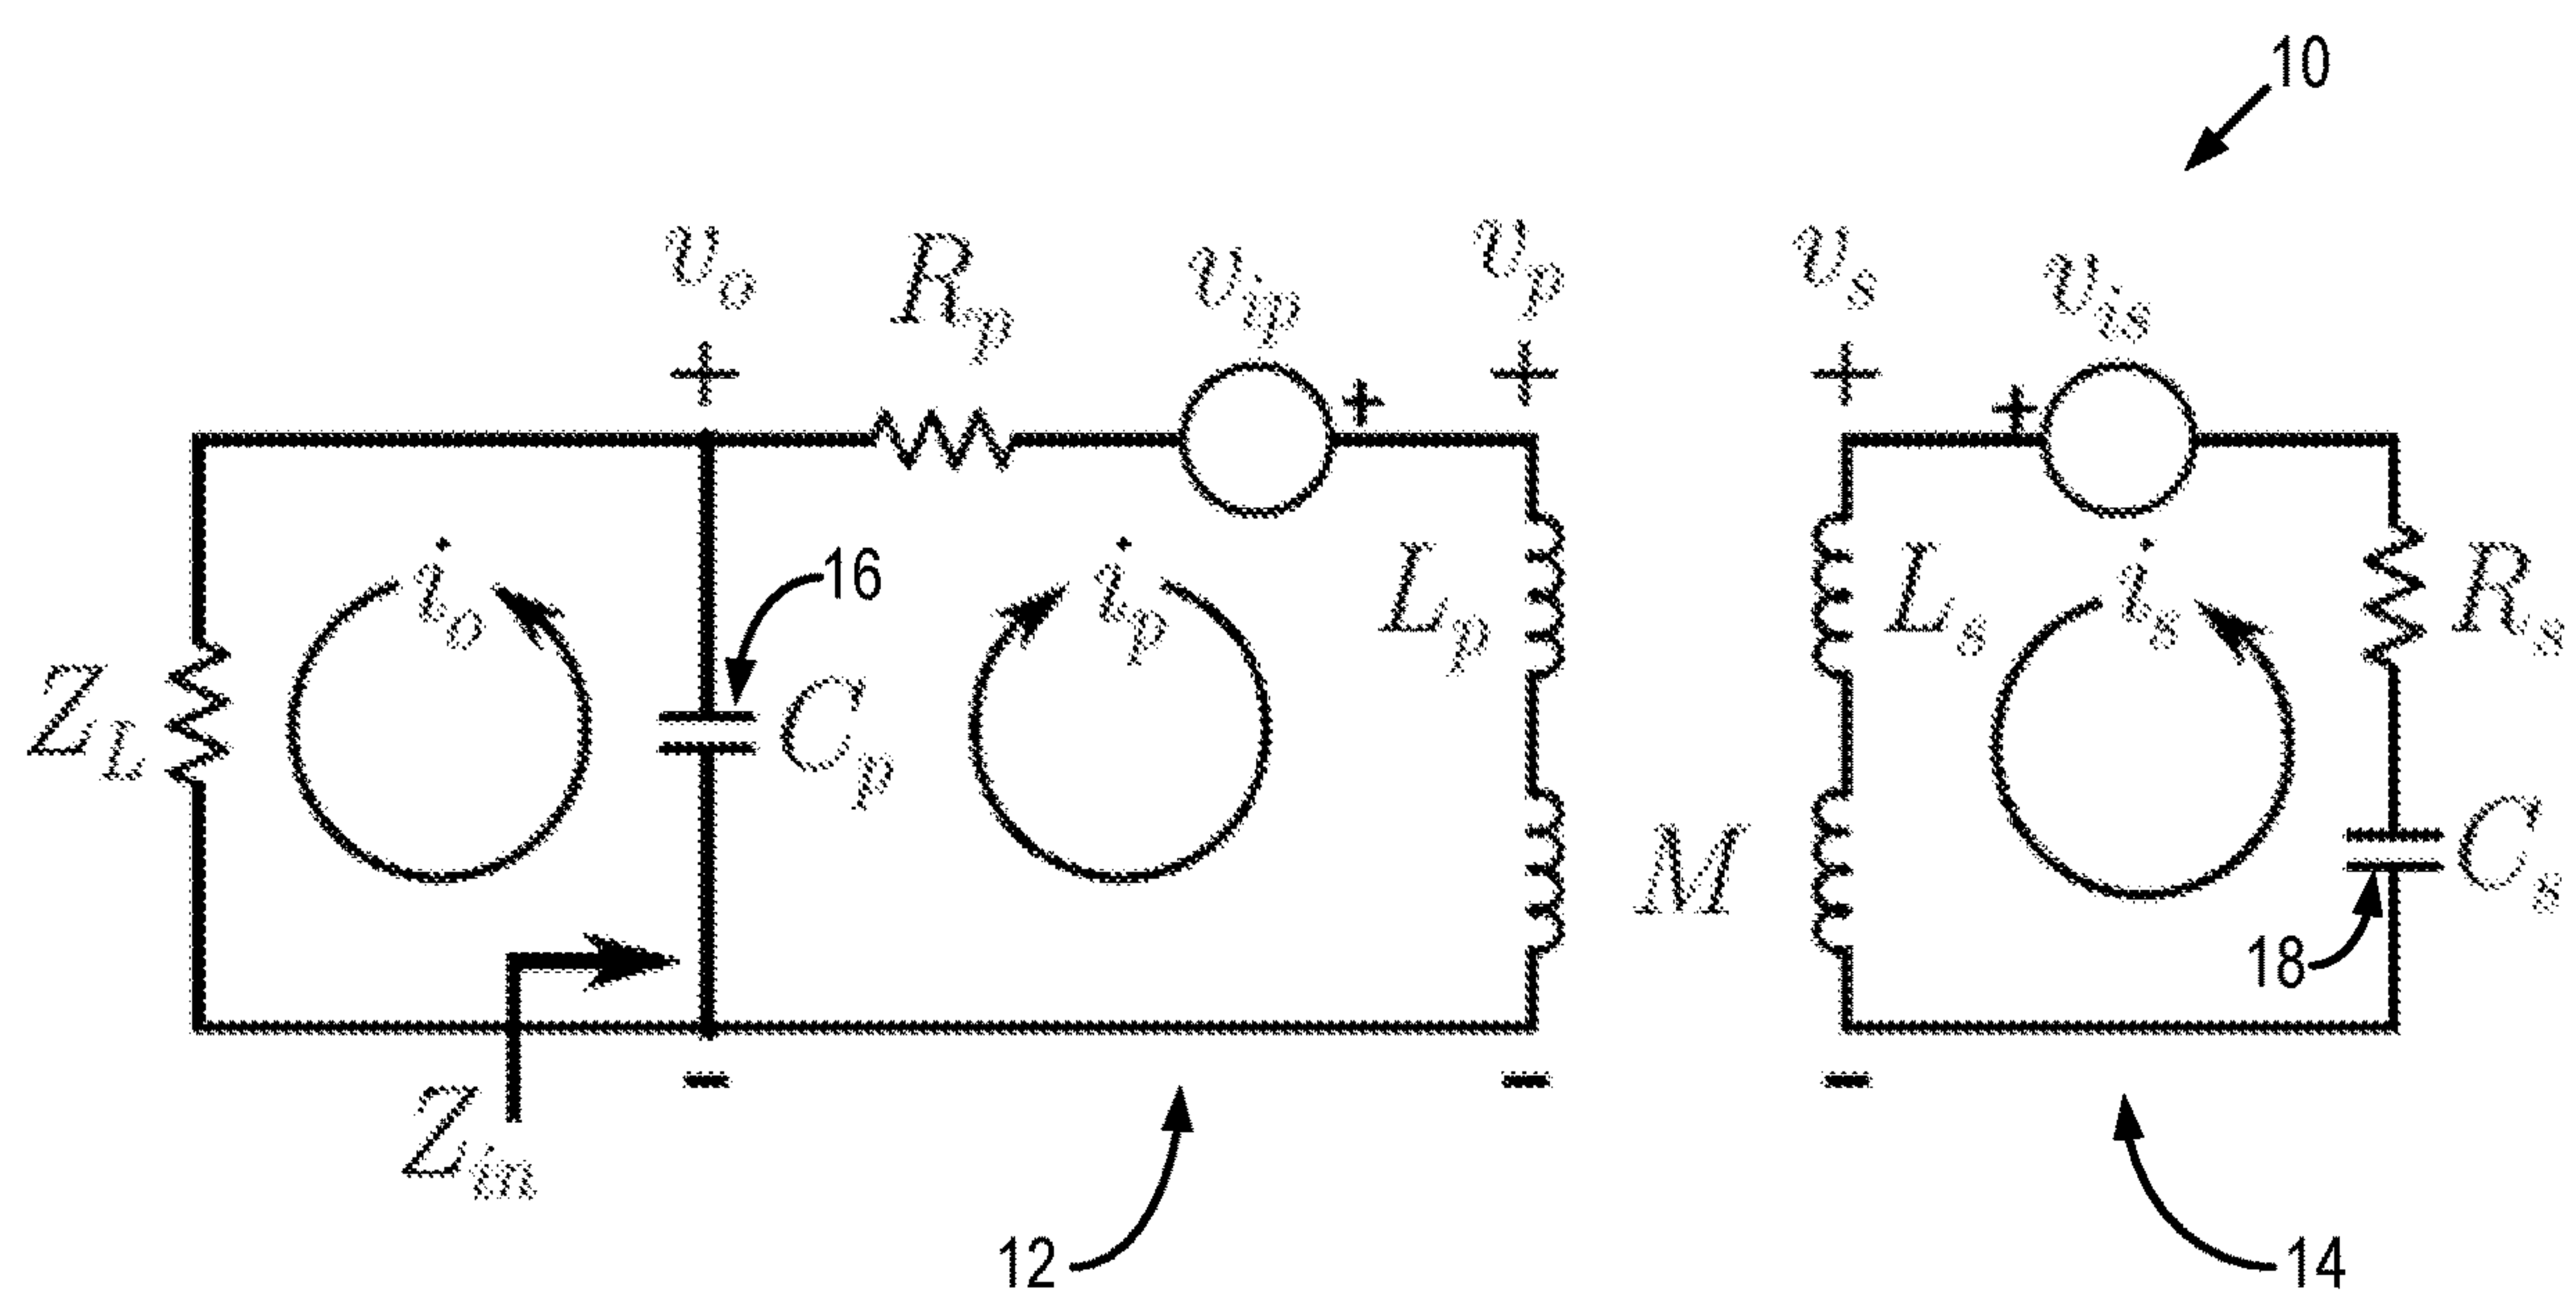 10
v_o
R_p
v_ip
v_p
v_s
v_is
+
+
+
+
+
i_o
16
i_p
L_p
L_s
i_s
R_s
Z_L
C_p
M
C_s
18
Z_in
-
-
-
12
14